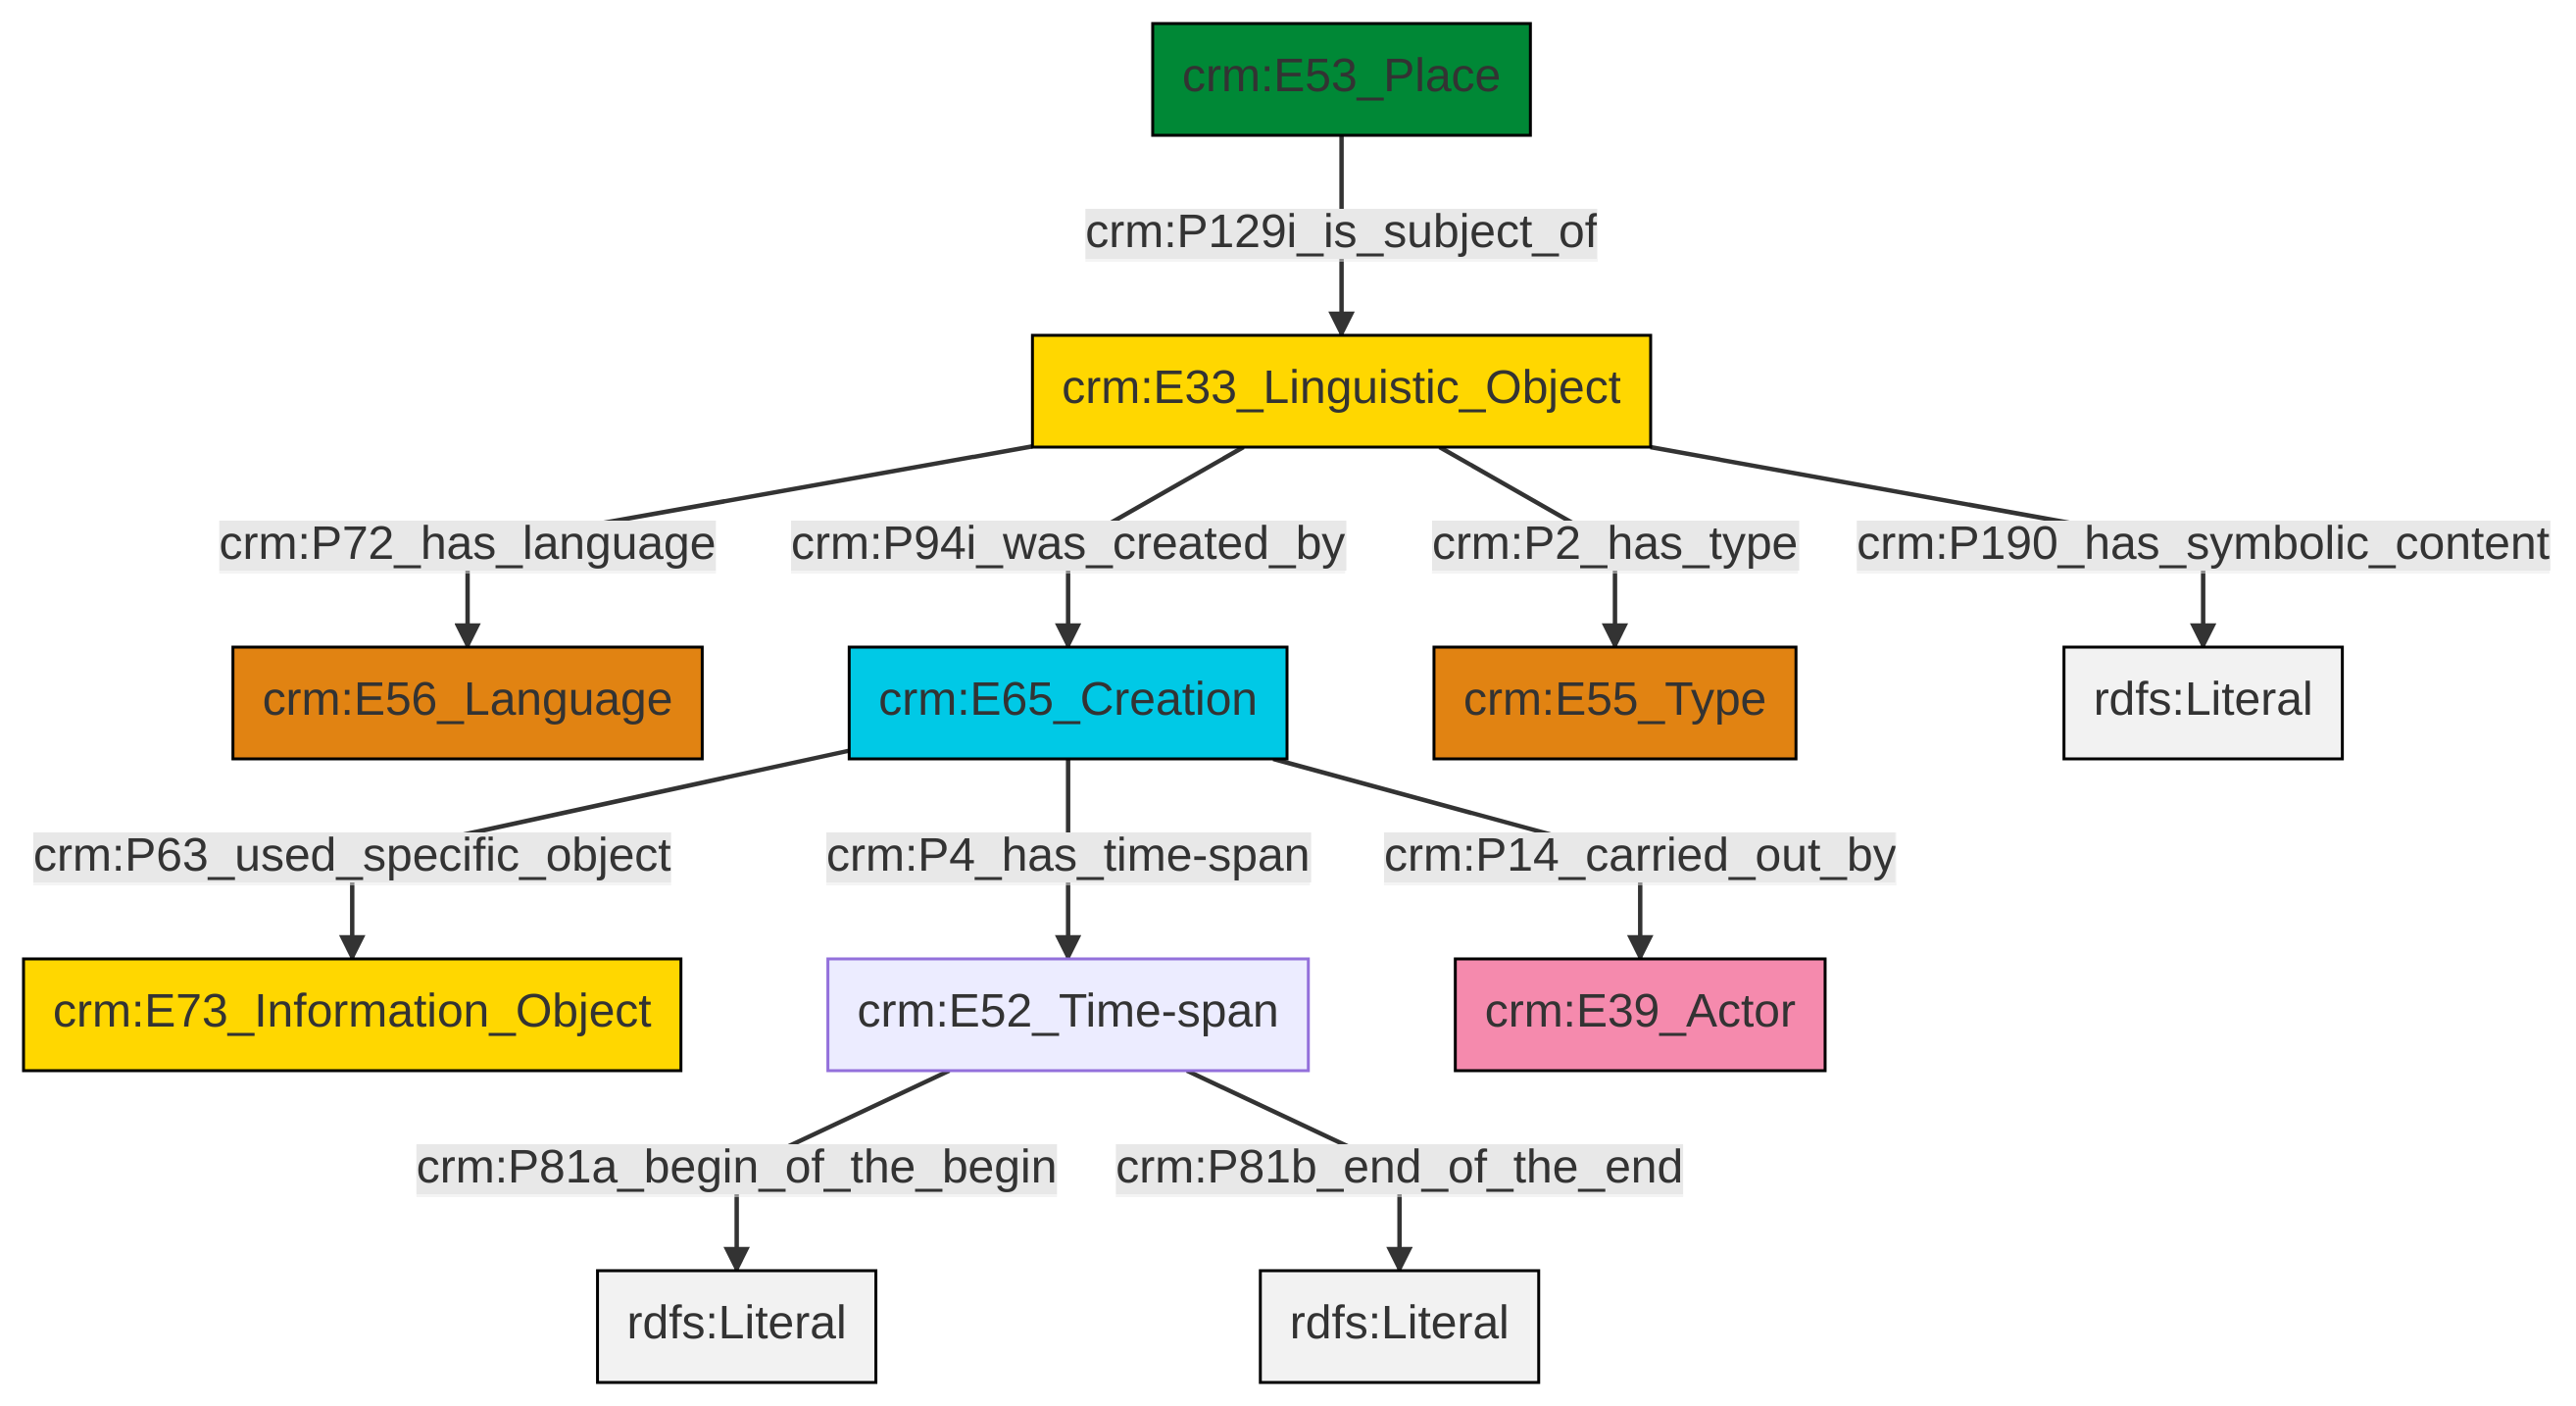 crm:E53_Place
crm:P129i_is_subject_of
crm:E33_Linguistic_Object
crm:P72_has_language
crm:P94i_was_created_by
crm:P2_has_type
crm:P190_has_symbolic_content
crm:E56_Language
crm:E65_Creation
crm:E55_Type
rdfs:Literal
crm:P63_used_specific_object
crm:P4_has_time-span
crm:P14_carried_out_by
crm:E73_Information_Object
crm:E52_Time-span
crm:E39_Actor
crm:P81a_begin_of_the_begin
crm:P81b_end_of_the_end
rdfs:Literal
rdfs:Literal